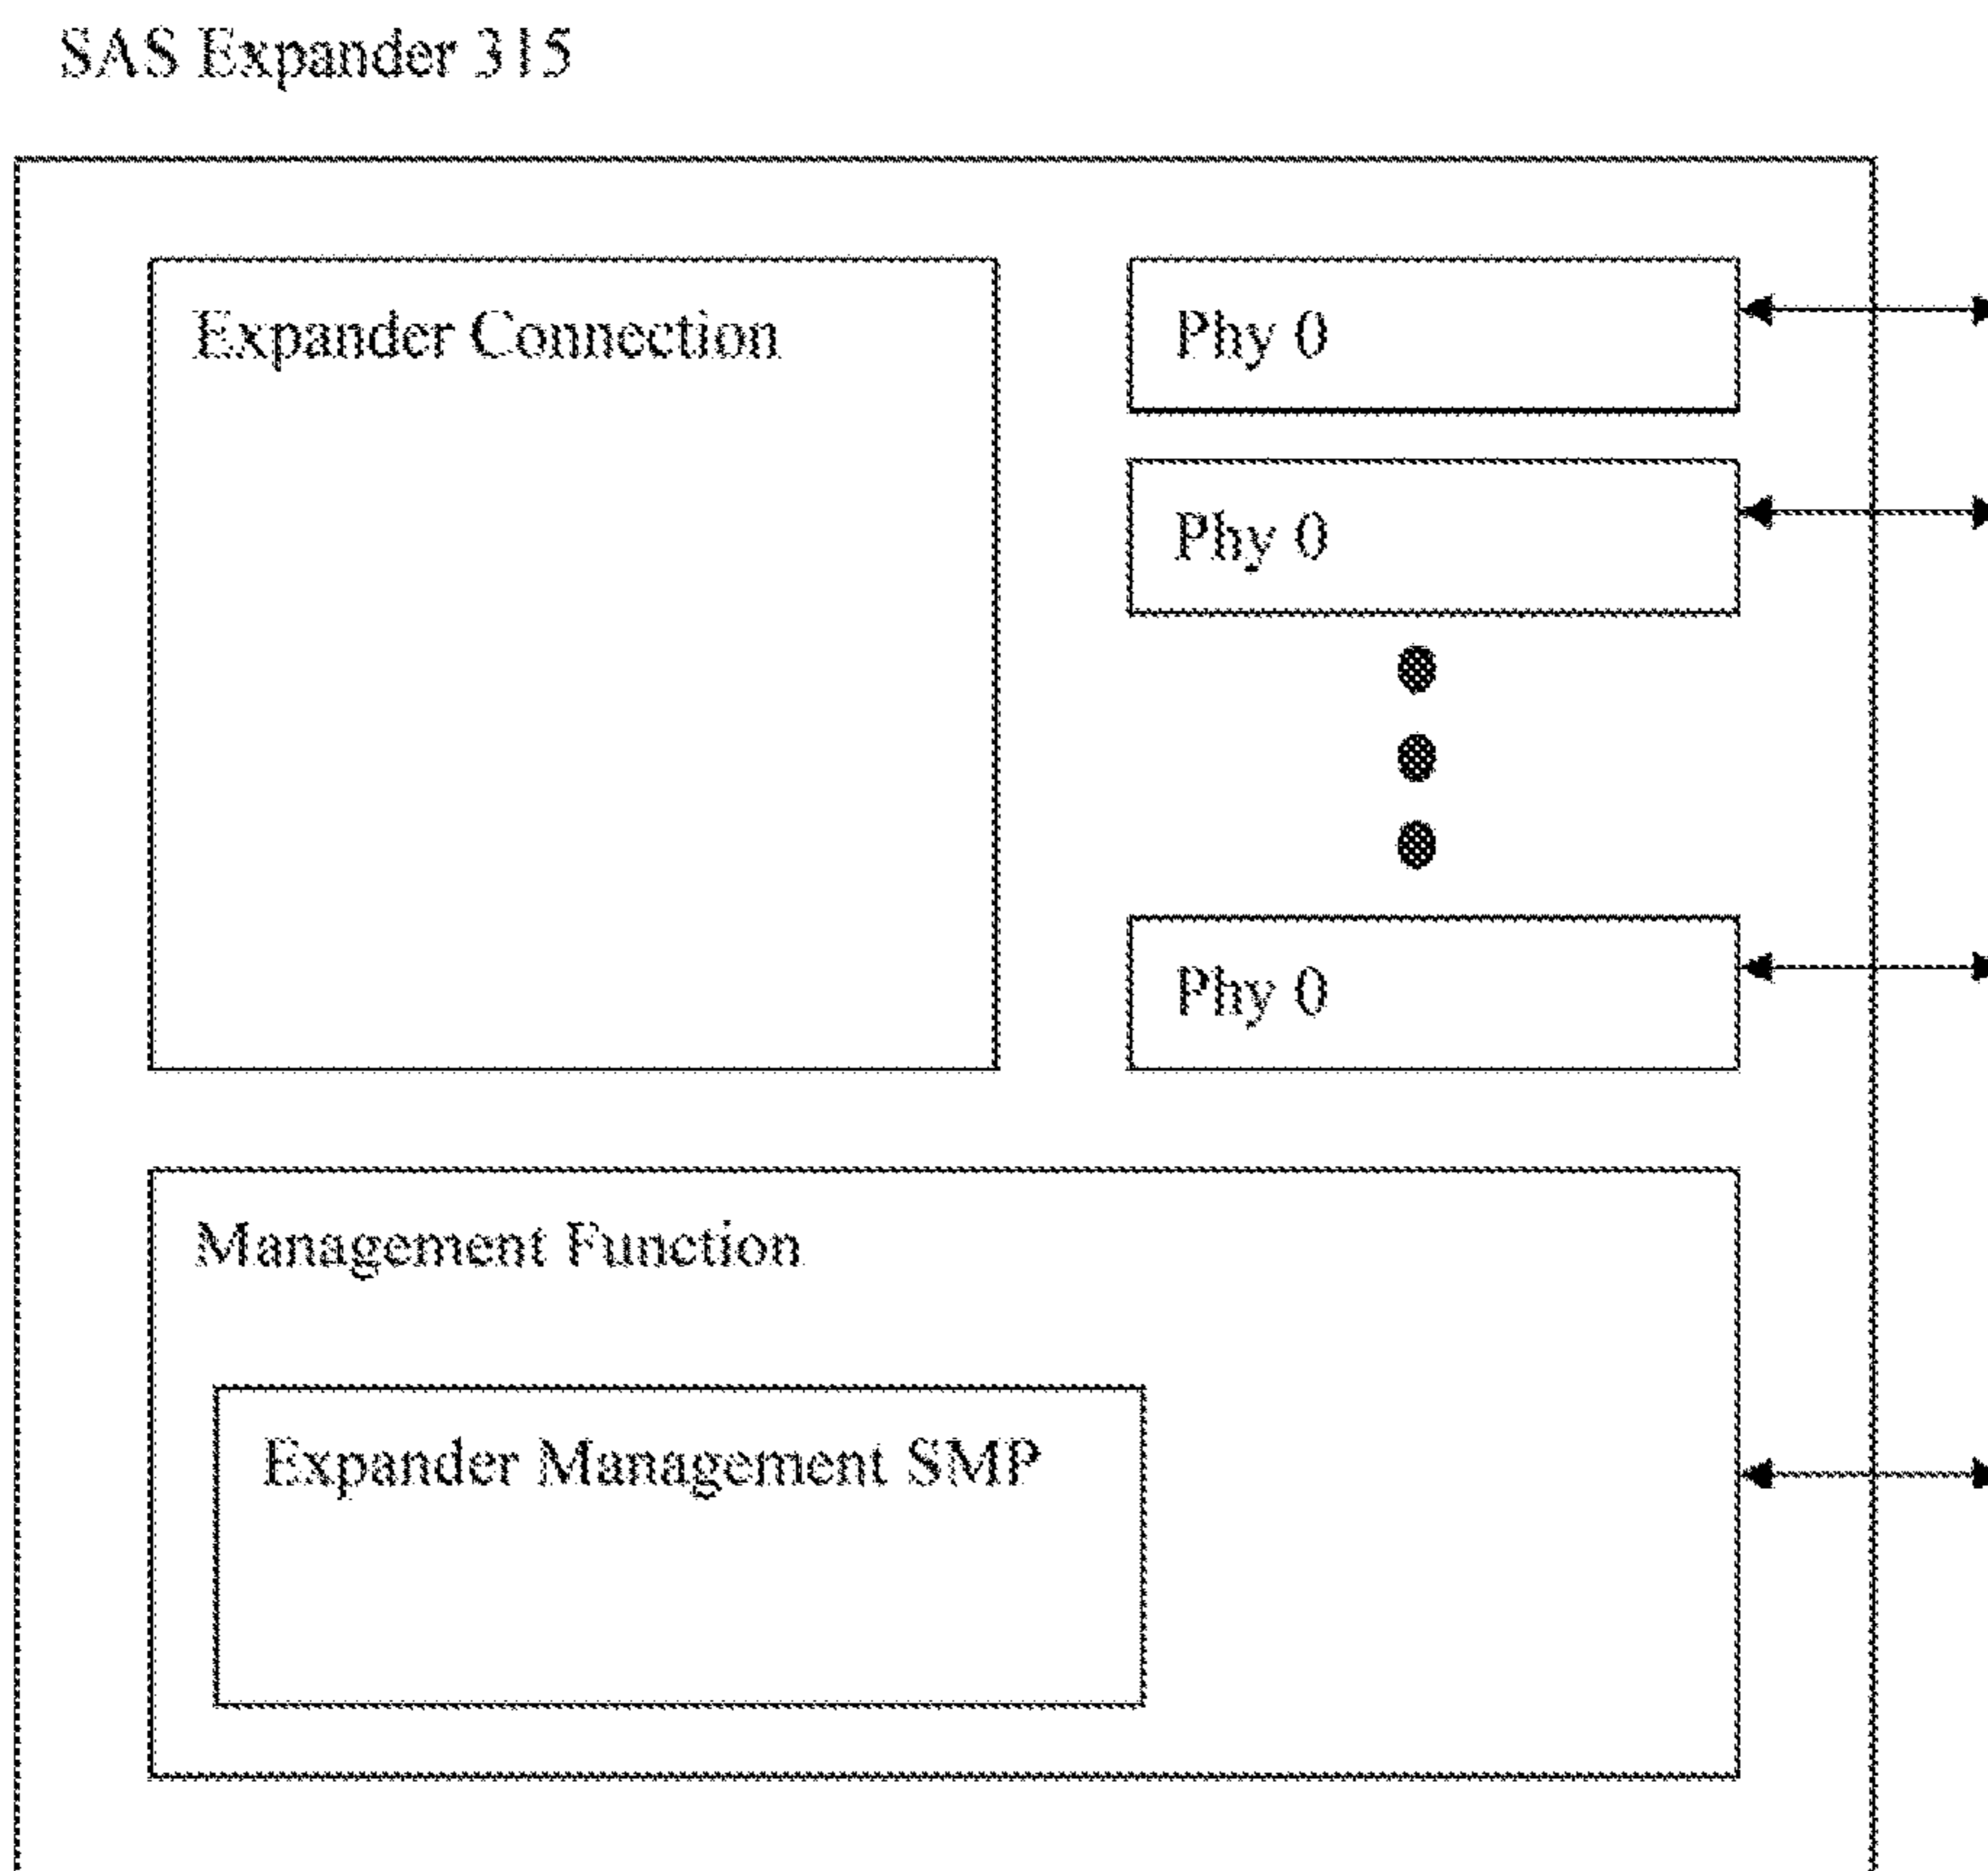 SAS Expander 315
Expander Connection
Phy 0
Phy 0
Phy 0
Management Function
Expander Management SMP